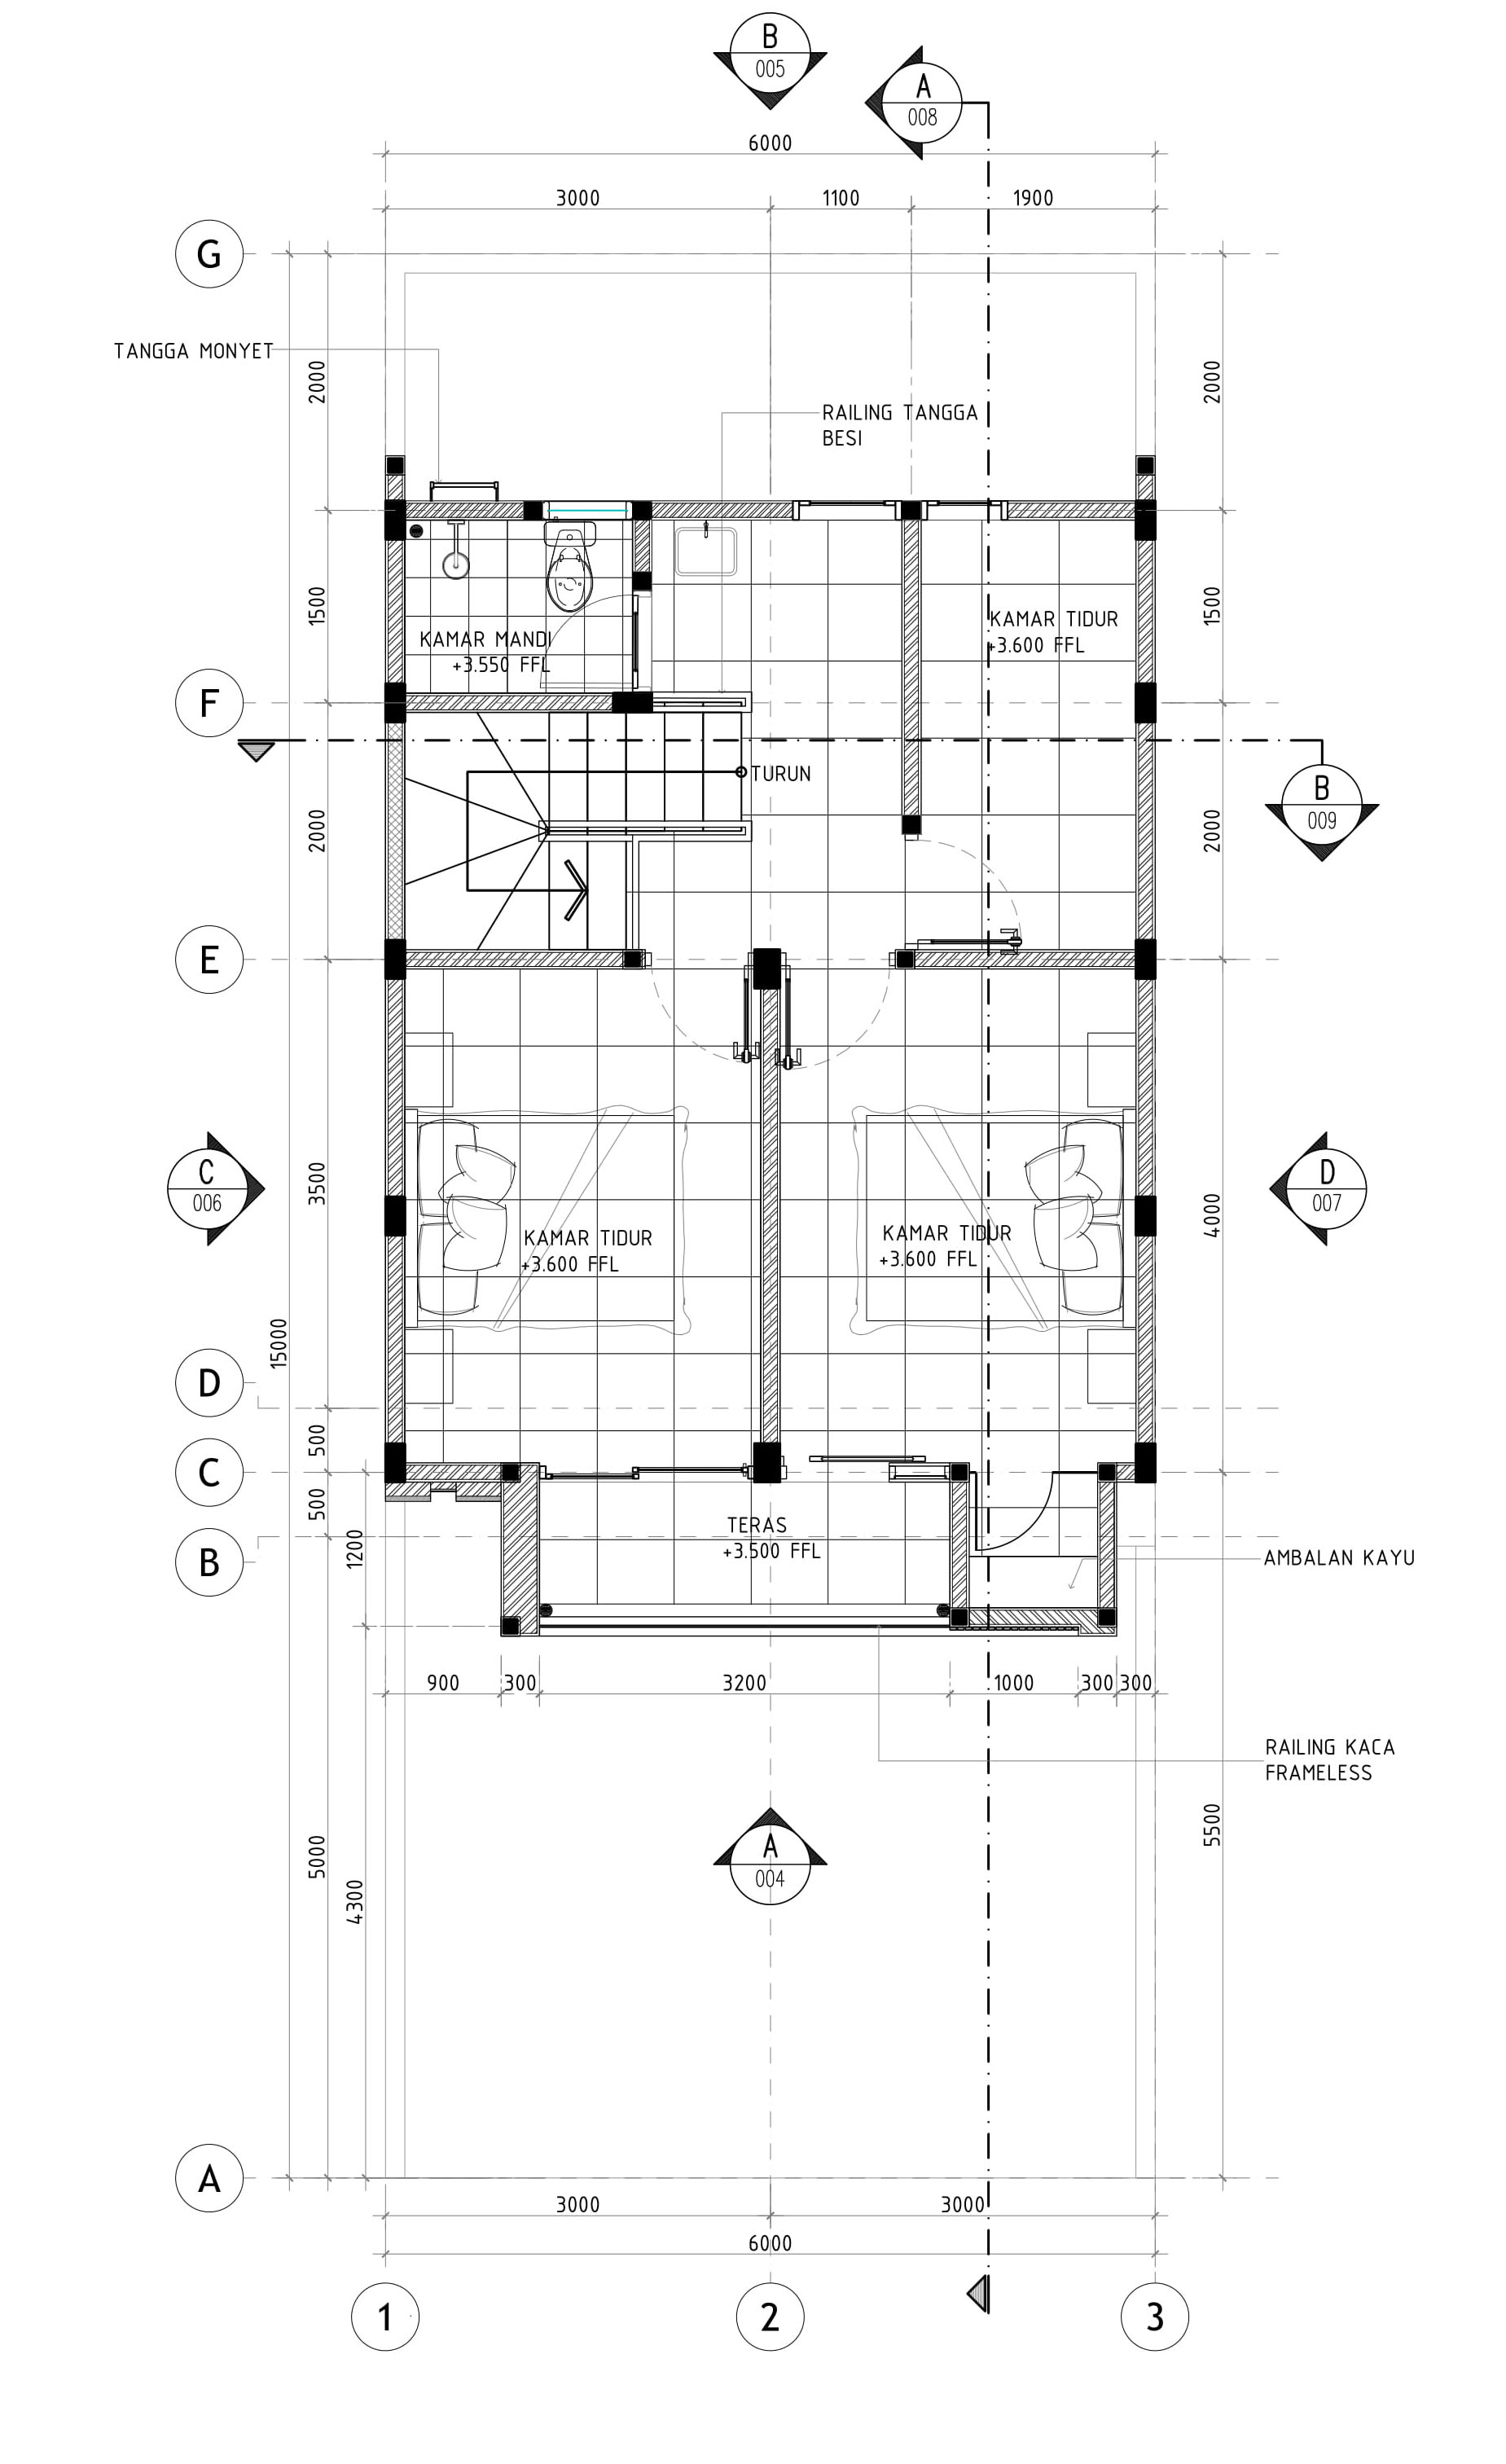 B
005
A
008
6000
3000
1100
1900
G
TANGGA MONYET
2000
2000
RAILING TANGGA
BESI
1500
1500
KAMAR TIDUR
+3.600 FFL
KAMAR MANDI
+3.550 FFL
F
TURUN
B
009
2000
2000
E
C
006
3500
D
007
4000
KAMAR TIDUR
+3.600 FFL
KAMAR TIDUR
+3.600 FFL
15000
D
500
C
500
TERAS
+3.500 FFL
1200
B
AMBALAN KAYU
900
300
3200
1000
300
300
RAILING KACA
FRAMELESS
5500
5000
A
004
4300
A
3000
3000
6000
1
2
3